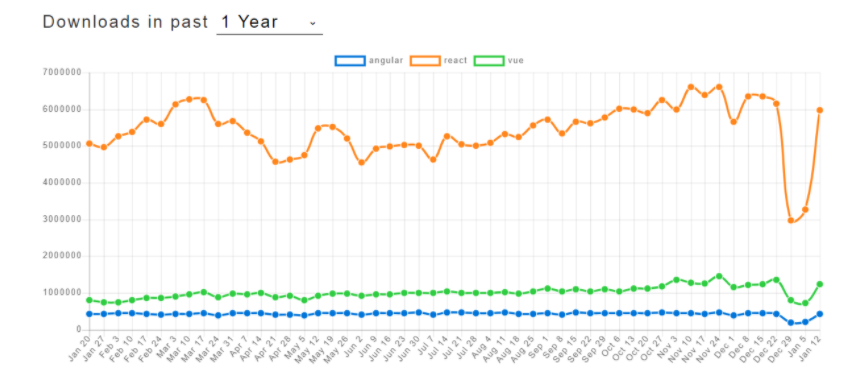 Downloads in past 1 Year
angular react vue
7000000
6000000
5000000
4000000
3000000
2000000
1000000
0
Jan 20 Jan 27 Feb 3 Feb 10 Feb 17 Feb 24 Mar 3 Mar 10 Mar 17 Mar 24 Mar 31 Apr 7 Apr 14 Apr 21 Apr 28 May 5 May 12 May 19 May 26 Jun 2 Jun 9 Jun 16 Jun 23 Jun 30 Jul 7 Jul 14 Jul 21 Jul 28 Aug 4 Aug 11 Aug 18 Aug 25 Sep 1 Sep 8 Sep 15 Sep 22 Sep 29 Oct 6 Oct 13 Oct 20 Oct 27 Nov 3 Nov 10 Nov 17 Nov 24 Dec 1 Dec 8 Dec 15 Dec 22 Dec 29 Jan 5 Jan 12